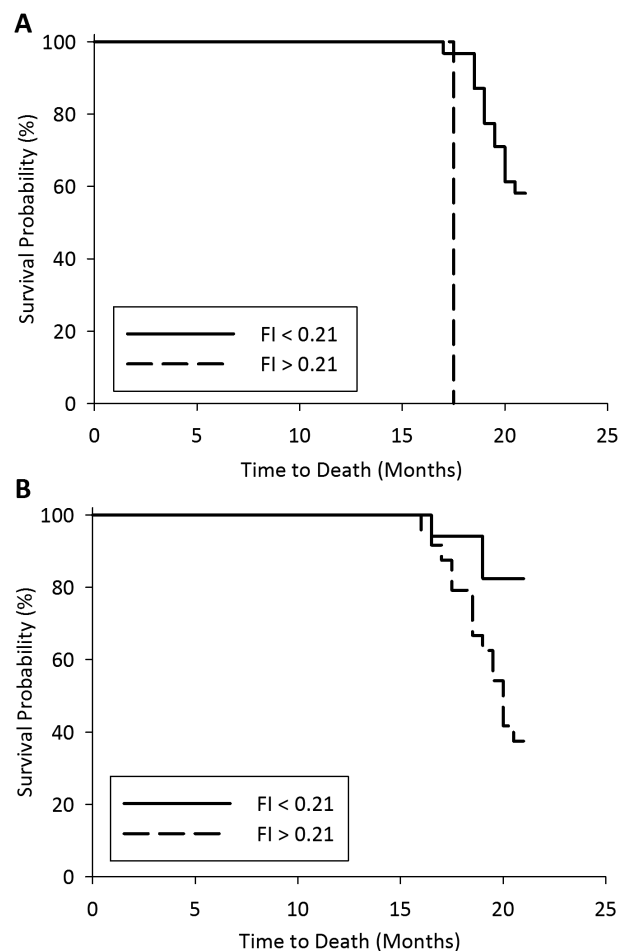 A
100
80
60
40
20
0
Survival Probability (%)
FI < 0.21
FI > 0.21
0 5 10 15 20 25
Time to Death (Months)
B
100
80
60
40
20
0
Survival Probability (%)
FI < 0.21
FI > 0.21
0 5 10 15 20 25
Time to Death (Months)